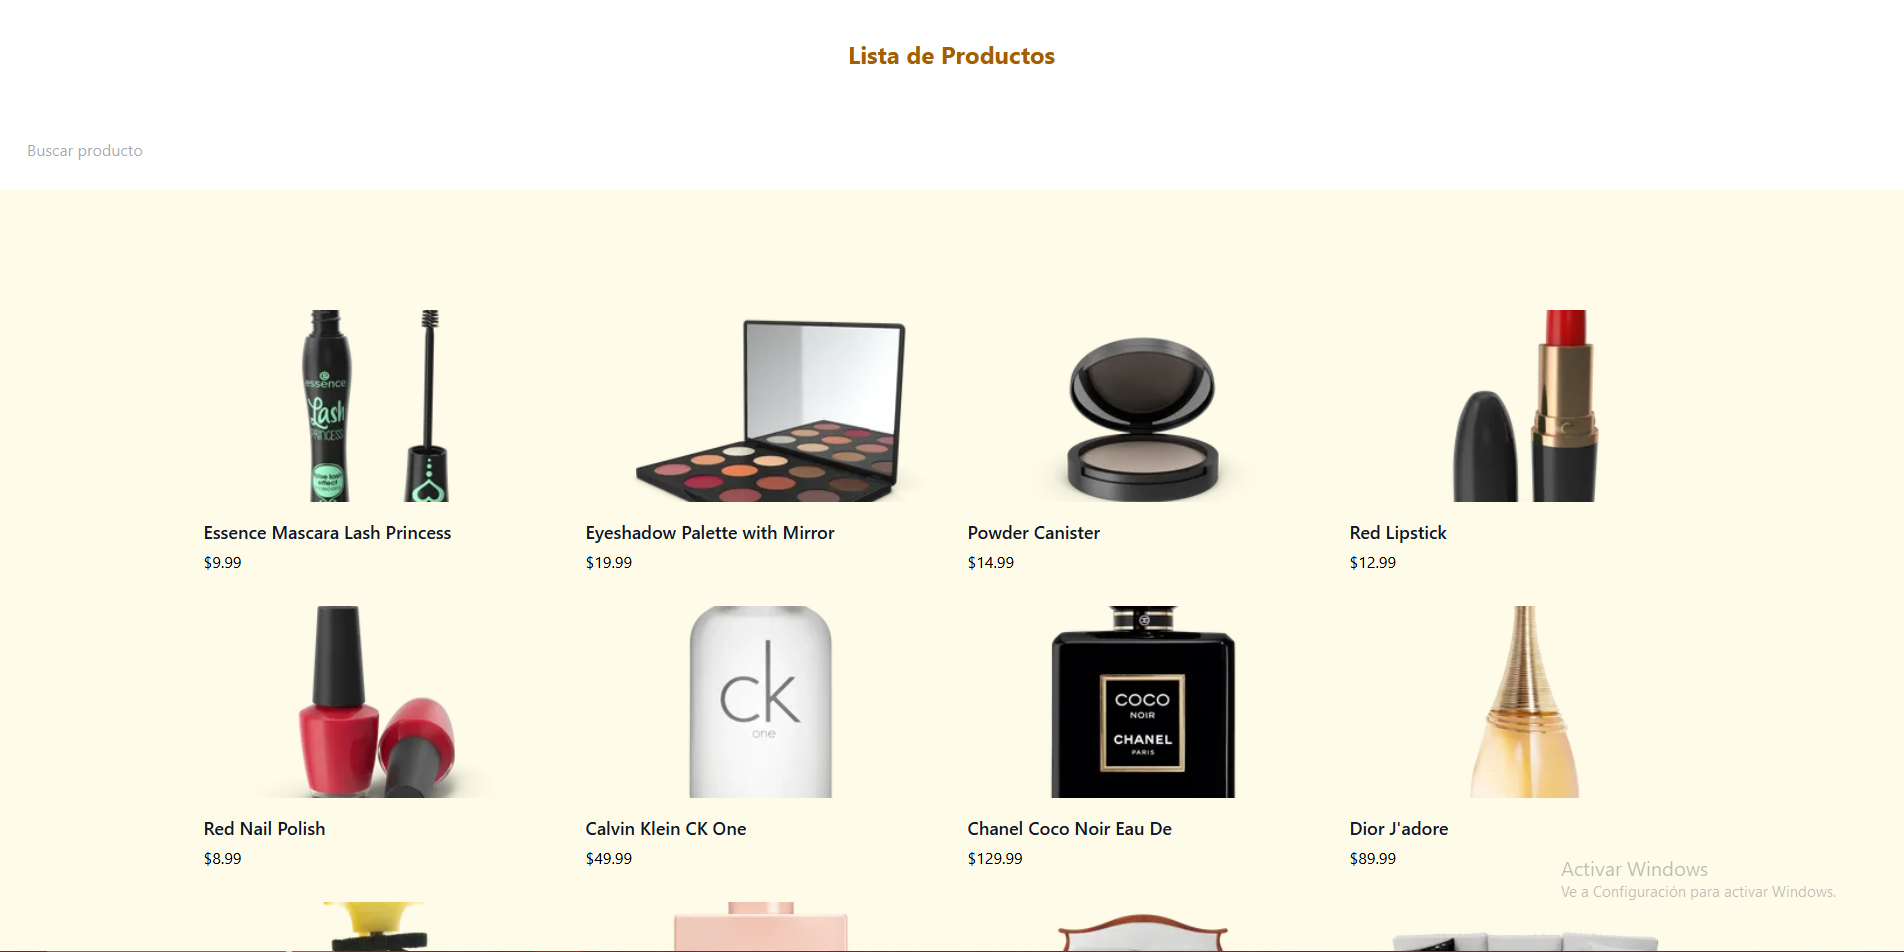 Lista de Productos
Buscar producto
essence
Lash
PRINCESS
false lash
effect
Essence Mascara Lash Princess
$9.99
Eyeshadow Palette with Mirror
$19.99
Powder Canister
$14.99
Red Lipstick
$12.99
ck
one
COCO
NOIR
CHANEL
PARIS
Red Nail Polish
$8.99
Calvin Klein CK One
$49.99
Chanel Coco Noir Eau De
$129.99
Dior J'adore
$89.99
Activar Windows
Ve a Configuración para activar Windows.